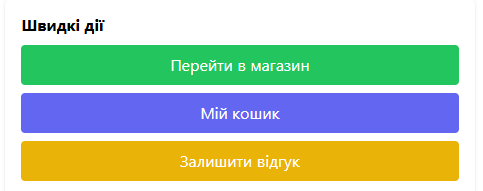 Швидкі дії
Перейти в магазин
Мій кошик
Залишити відгук